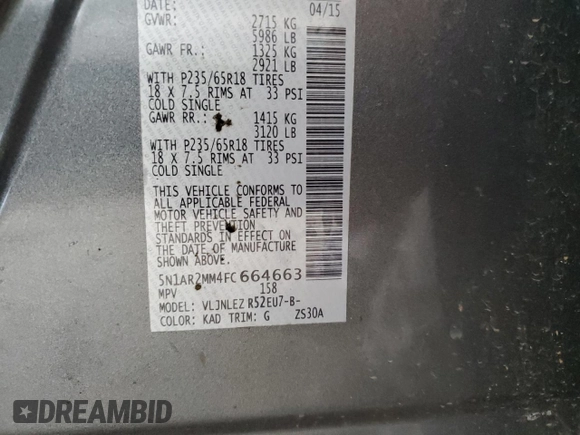 DATE: 04/15
GVWR: 2715 KG
5986 LB
GAWR FR.: 1325 KG
2921 LB
WITH P235/65R18 TIRES
18 X 7.5 RIMS AT 33 PSI
COLD SINGLE
GAWR RR.: 1415 KG
3120 LB
WITH P235/65R18 TIRES
18 X 7.5 RIMS AT 33 PSI
COLD SINGLE
THIS VEHICLE CONFORMS TO
ALL APPLICABLE FEDERAL
MOTOR VEHICLE SAFETY AND
THEFT PREVENTION
STANDARDS IN EFFECT ON
THE DATE OF MANUFACTURE
SHOWN ABOVE.
5N1AR2MM4FC664663
MPV 158
MODEL: VLJNLEZ R52EU7-B-
COLOR: KAD TRIM: G ZS30A
DREAMBID